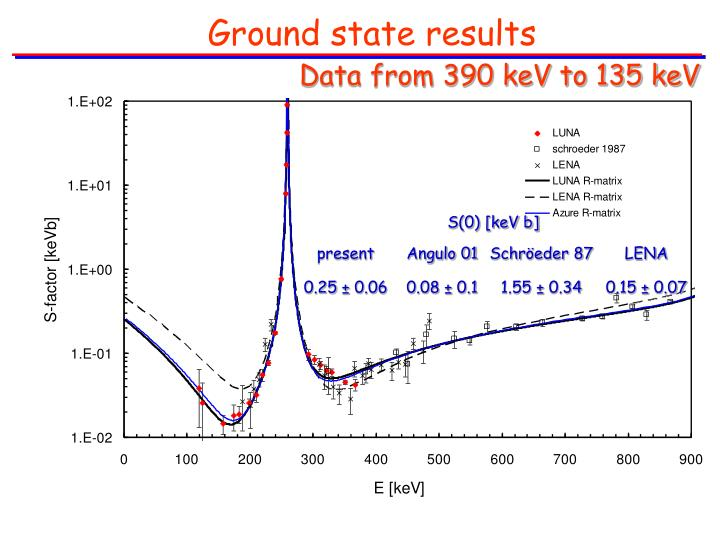 Ground state results
Data from 390 keV to 135 keV
1.E+02
1.E+01
1.E+00
1.E-01
1.E-02
S-factor [keVb]
LUNA
schroeder 1987
LENA
LUNA R-matrix
LENA R-matrix
Azure R-matrix
S(0) [keV b]
present Angulo 01 Schröeder 87 LENA
0.25 ± 0.06 0.08 ± 0.1 1.55 ± 0.34 0.15 ± 0.07
0 100 200 300 400 500 600 700 800 900
E [keV]